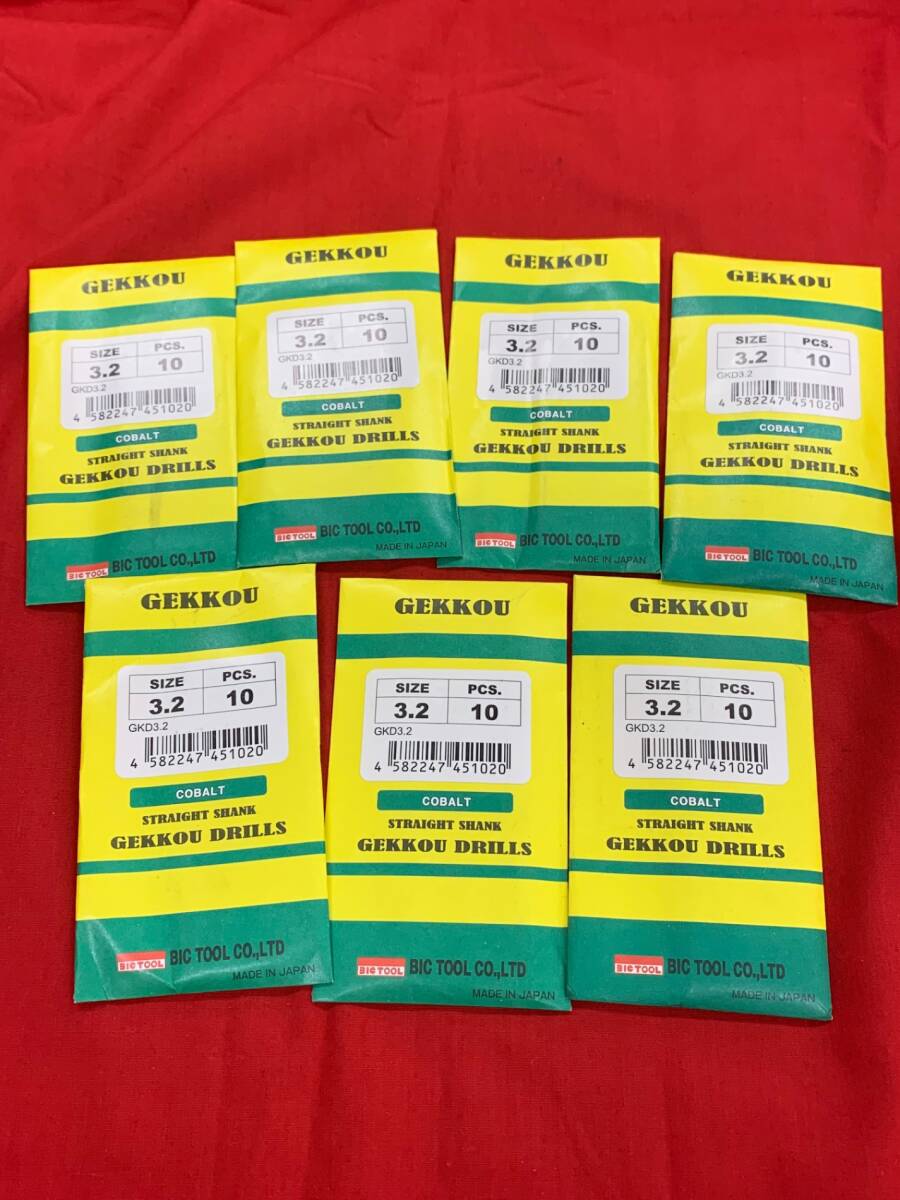 GEKKOU
SIZE PCS.
3.2 10
GKD3.2
4 582247 451020
COBALT
STRAIGHT SHANK
GEKKOU DRILLS
BIC TOOL BIC TOOL CO.,LTD
GEKKOU
SIZE PCS.
3.2 10
GKD3.2
4 582247 451020
COBALT
STRAIGHT SHANK
GEKKOU DRILLS
BIC TOOL BIC TOOL CO.,LTD
MADE IN JAPAN
GEKKOU
SIZE PCS.
3.2 10
GKD3.2
4 582247 451020
COBALT
STRAIGHT SHANK
GEKKOU DRILLS
BIC TOOL BIC TOOL CO.,LTD
MADE IN JAPAN
GEKKOU
SIZE PCS.
3.2 10
GKD3.2
4 582247 451020
COBALT
STRAIGHT SHANK
GEKKOU DRILLS
BIC TOOL BIC TOOL CO.,LTD
MADE IN JAPAN
GEKKOU
SIZE PCS.
3.2 10
GKD3.2
4 582247 451020
COBALT
STRAIGHT SHANK
GEKKOU DRILLS
BIC TOOL BIC TOOL CO.,LTD
MADE IN JAPAN
GEKKOU
SIZE PCS.
3.2 10
GKD3.2
4 582247 451020
COBALT
STRAIGHT SHANK
GEKKOU DRILLS
BIC TOOL BIC TOOL CO.,LTD
MADE IN JAPAN
GEKKOU
SIZE PCS.
3.2 10
GKD3.2
4 582247 451020
COBALT
STRAIGHT SHANK
GEKKOU DRILLS
BIC TOOL BIC TOOL CO.,LTD
MADE IN JAPAN